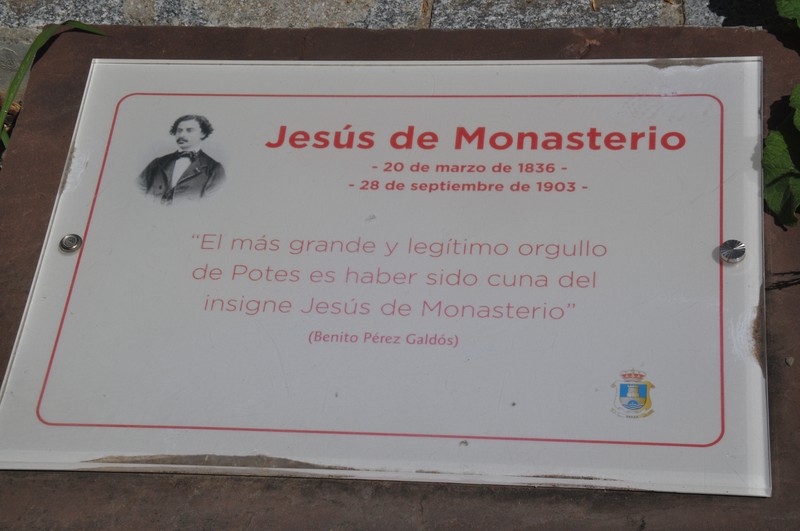 Jesús de Monasterio
- 20 de marzo de 1836 -
- 28 de septiembre de 1903 -
“El más grande y legítimo orgullo
de Potes es haber sido cuna del
insigne Jesús de Monasterio”
(Benito Pérez Galdós)